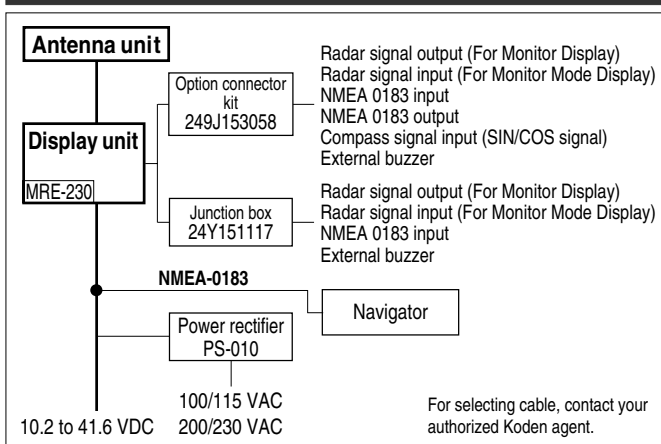 Antenna unit
Display unit
MRE-230
Option connector
kit
249J153058
Radar signal output (For Monitor Display)
Radar signal input (For Monitor Mode Display)
NMEA 0183 input
NMEA 0183 output
Compass signal input (SIN/COS signal)
External buzzer
Junction box
24Y151117
Radar signal output (For Monitor Display)
Radar signal input (For Monitor Mode Display)
NMEA 0183 input
External buzzer
NMEA-0183
Navigator
Power rectifier
PS-010
100/115 VAC
200/230 VAC
10.2 to 41.6 VDC
For selecting cable, contact your
authorized Koden agent.